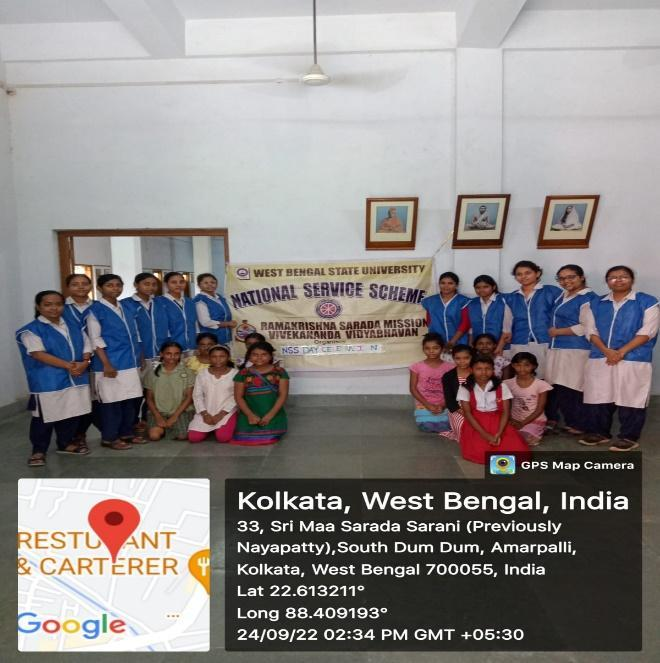 WEST BENGAL STATE UNIVERSITY
NATIONAL SERVICE SCHEME
RAMAKRISHNA SARADA MISSION
VIVEKANANDA VIDYABHAVAN
NSS DAY CELEBRATION
GPS Map Camera
RESTURANT
& CARTERER
Google
Kolkata, West Bengal, India
33, Sri Maa Sarada Sarani (Previously
Nayapatty),South Dum Dum, Amarpalli,
Kolkata, West Bengal 700055, India
Lat 22.613211°
Long 88.409193°
24/09/22 02:34 PM GMT +05:30